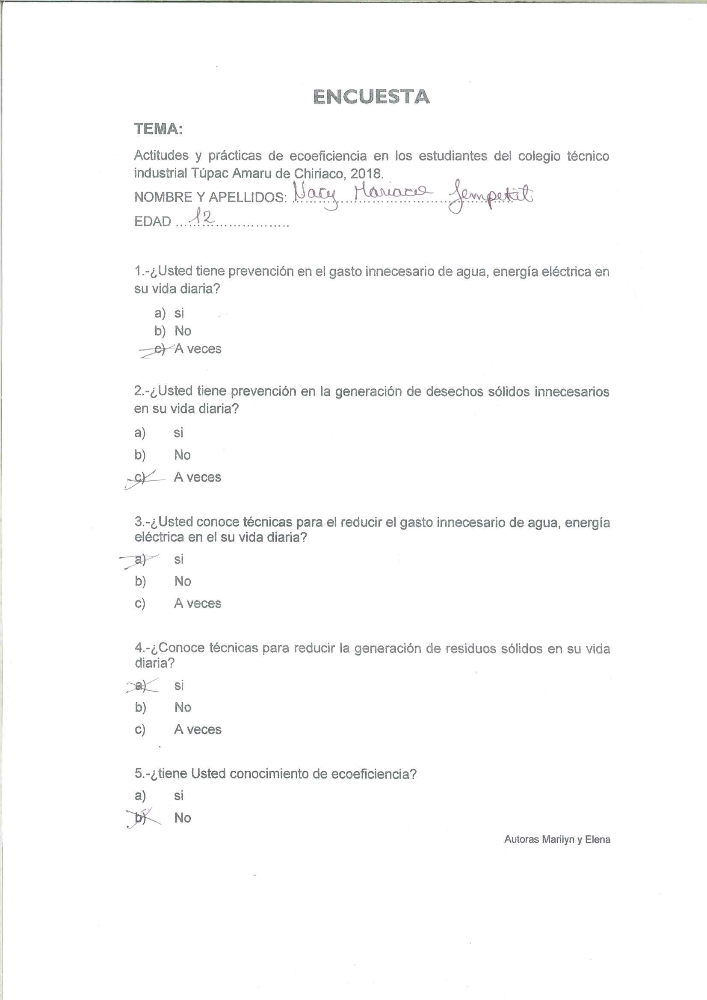 ENCUESTA
TEMA:
Actitudes y prácticas de ecoeficiencia en los estudiantes del colegio técnico
industrial Túpac Amaru de Chiriaco, 2018.
NOMBRE Y APELLIDOS: Nacy Jempekit
EDAD 12
1.-¿Usted tiene prevención en el gasto innecesario de agua, energía eléctrica en
su vida diaria?
a) si
b) No
c) A veces
2.-¿Usted tiene prevención en la generación de desechos sólidos innecesarios
en su vida diaria?
a) si
b) No
c) A veces
3.-¿Usted conoce técnicas para el reducir el gasto innecesario de agua, energía
eléctrica en el su vida diaria?
a) si
b) No
c) A veces
4.-¿Conoce técnicas para reducir la generación de residuos sólidos en su vida
diaria?
a) si
b) No
c) A veces
5.-¿tiene Usted conocimiento de ecoeficiencia?
a) si
b) No
Autoras Marilyn y Elena